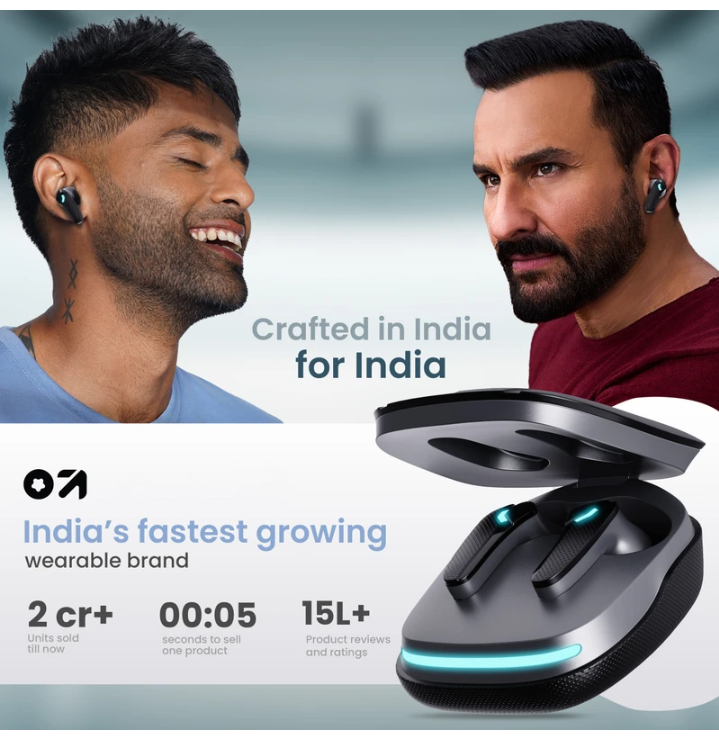 Crafted in India
for India
India's fastest growing
wearable brand
2 cr+
Units sold
till now
00:05
seconds to sell
one product
15L+
Product reviews
and ratings